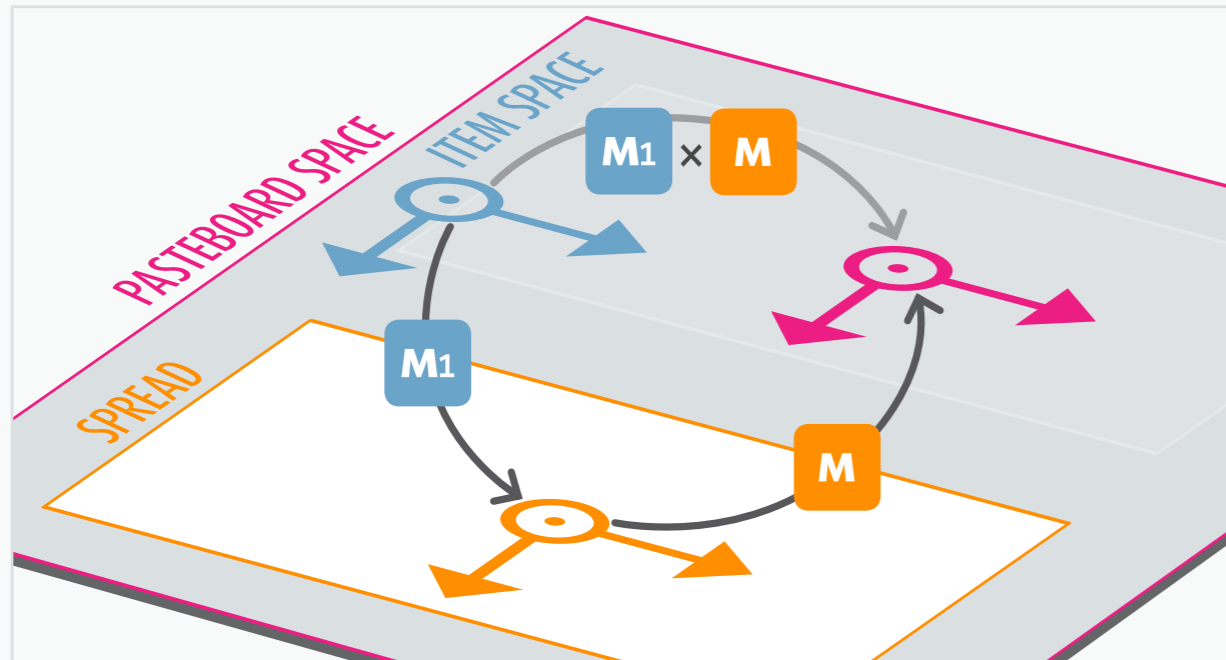 PASTEBOARD SPACE
ITEM SPACE
M1 × M
M1
SPREAD
M